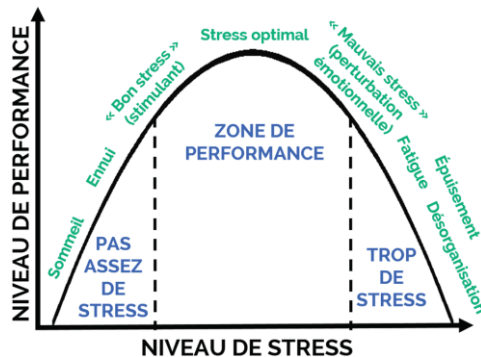 NIVEAU DE PERFORMANCE
Sommeil
Ennui
« Bon stress »
(stimulant)
Stress optimal
« Mauvais stress »
(perturbation
émotionnelle)
Fatigue
Épuisement
Désorganisation
ZONE DE
PERFORMANCE
PAS
ASSEZ
DE
STRESS
TROP
DE
STRESS
NIVEAU DE STRESS